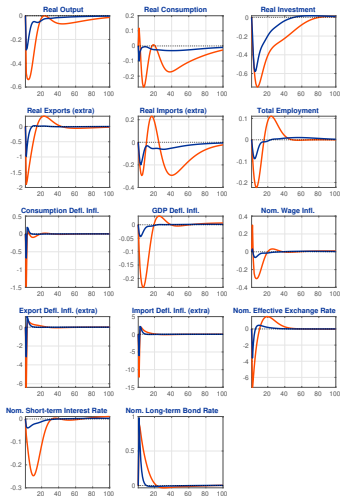 Real Output
Real Consumption
Real Investment
0
-0.2
-0.4
-0.6
20 40 60 80 100
0.2
0
-0.2
20 40 60 80 100
0
-0.2
-0.4
-0.6
20 40 60 80 100
Real Exports (extra)
Real Imports (extra)
Total Employment
0
-1
-2
20 40 60 80 100
0.2
0
-0.2
-0.4
20 40 60 80 100
0.1
0
-0.1
-0.2
20 40 60 80 100
Consumption Defl. Infl.
GDP Defl. Infl.
Nom. Wage Infl.
0.5
0
-0.5
-1
-1.5
20 40 60 80 100
0
-0.05
-0.1
-0.15
-0.2
20 40 60 80 100
0.4
0.2
0
-0.2
-0.4
20 40 60 80 100
Export Defl. Infl. (extra)
Import Defl. Infl. (extra)
Nom. Effective Exchange Rate
0
-2
-4
-6
20 40 60 80 100
5
0
-5
-10
-15
20 40 60 80 100
0
-2
-4
-6
20 40 60 80 100
Nom. Short-term Interest Rate
Nom. Long-term Bond Rate
0
-0.1
-0.2
-0.3
20 40 60 80 100
1
0.5
0
20 40 60 80 100